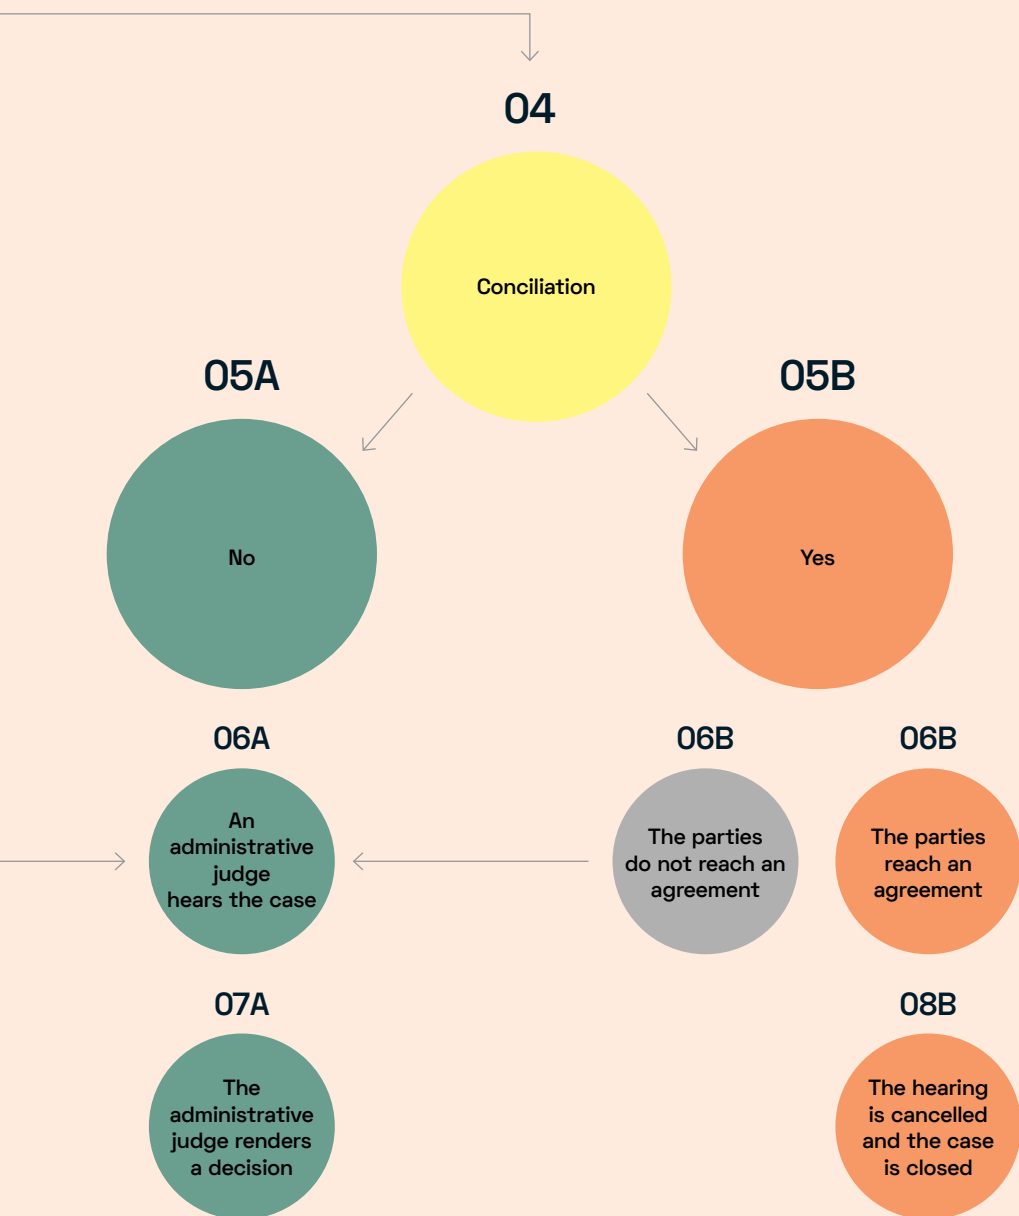 04
Conciliation
05A
05B
No
Yes
06A
06B
06B
An
administrative
judge
hears the case
The parties
do not reach an
agreement
The parties
reach an
agreement
07A
08B
The
administrative
judge renders
a decision
The hearing
is cancelled
and the case
is closed